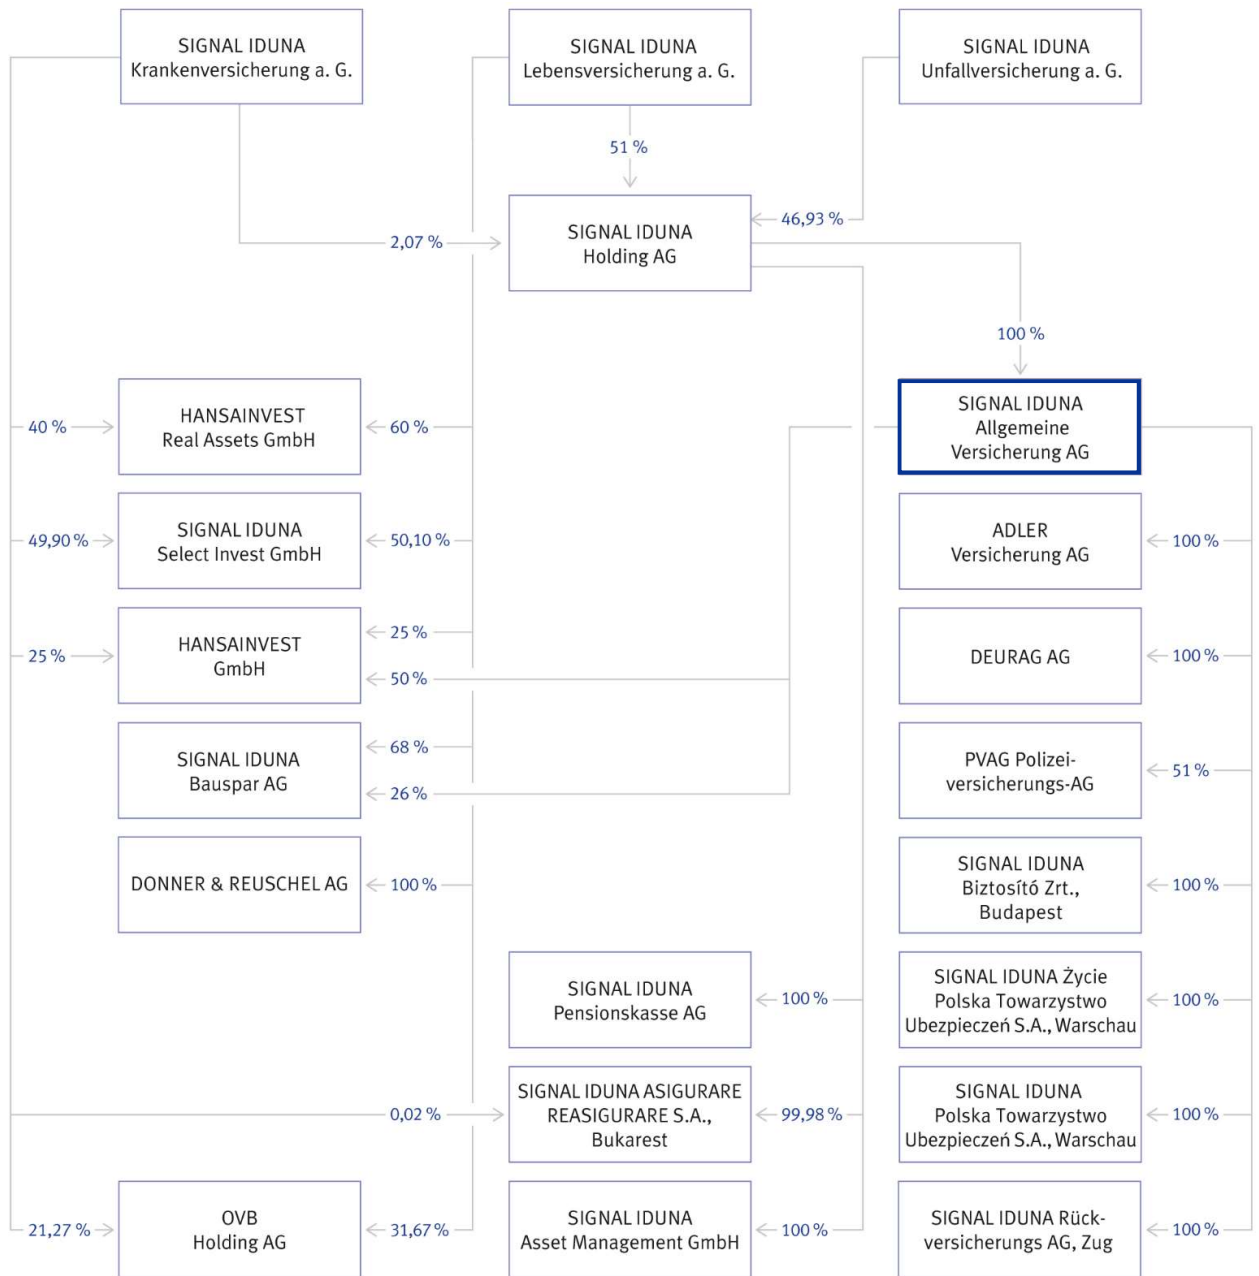 SIGNAL IDUNA
Krankenversicherung a. G.
SIGNAL IDUNA
Lebensversicherung a. G.
SIGNAL IDUNA
Unfallversicherung a. G.
51 %
SIGNAL IDUNA
Holding AG
46,93 %
2,07 %
100 %
40 %
HANSAINVEST
Real Assets GmbH
60 %
SIGNAL IDUNA
Allgemeine
Versicherung AG
49,90 %
SIGNAL IDUNA
Select Invest GmbH
50,10 %
ADLER
Versicherung AG
100 %
25 %
HANSAINVEST
GmbH
25 %
50 %
DEURAG AG
100 %
SIGNAL IDUNA
Bauspar AG
68 %
26 %
PVAG Polizei-
versicherungs-AG
51 %
DONNER & REUSCHEL AG
100 %
SIGNAL IDUNA
Biztosító Zrt.,
Budapest
100 %
SIGNAL IDUNA
Pensionskasse AG
100 %
SIGNAL IDUNA Życie
Polska Towarzystwo
Ubezpieczeń S.A., Warschau
100 %
0,02 %
SIGNAL IDUNA ASIGURARE
REASIGURARE S.A.,
Bukarest
99,98 %
SIGNAL IDUNA
Polska Towarzystwo
Ubezpieczeń S.A., Warschau
100 %
21,27 %
OVB
Holding AG
31,67 %
SIGNAL IDUNA
Asset Management GmbH
100 %
SIGNAL IDUNA Rück-
versicherungs AG, Zug
100 %